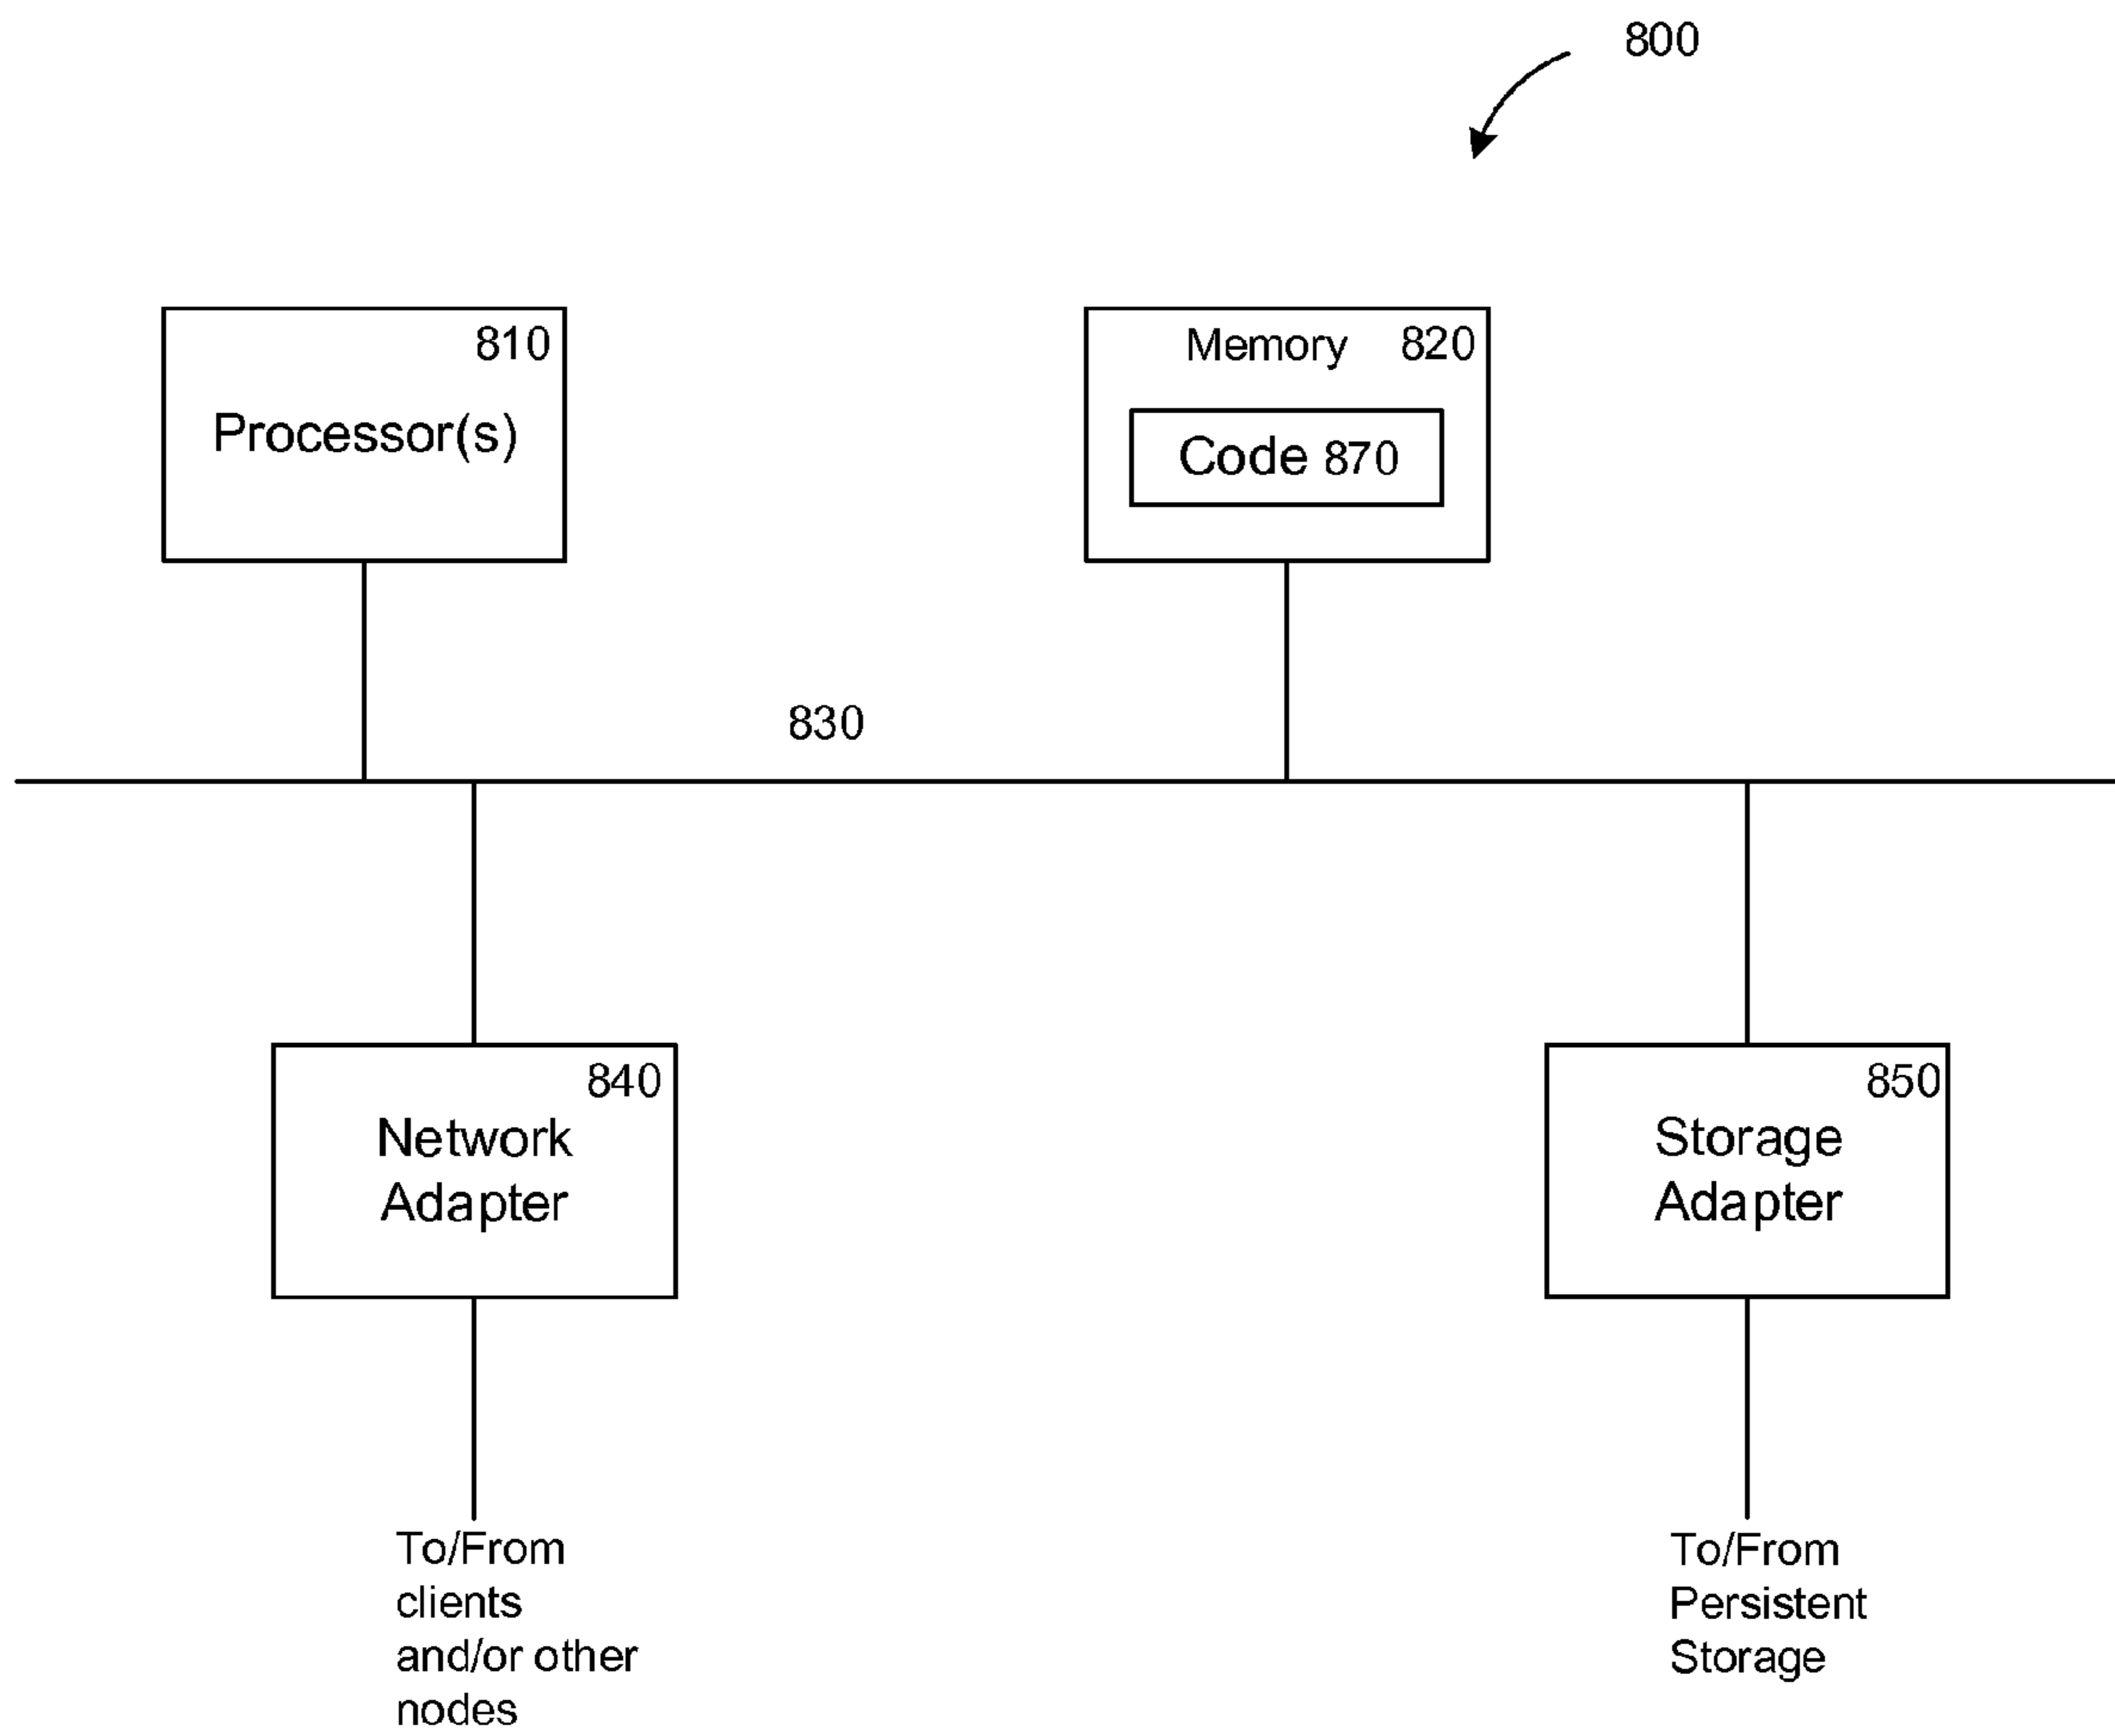 800
810
Processor(s)
Memory 820
Code 870
830
840
Network
Adapter
850
Storage
Adapter
To/From
clients
and/or other
nodes
To/From
Persistent
Storage